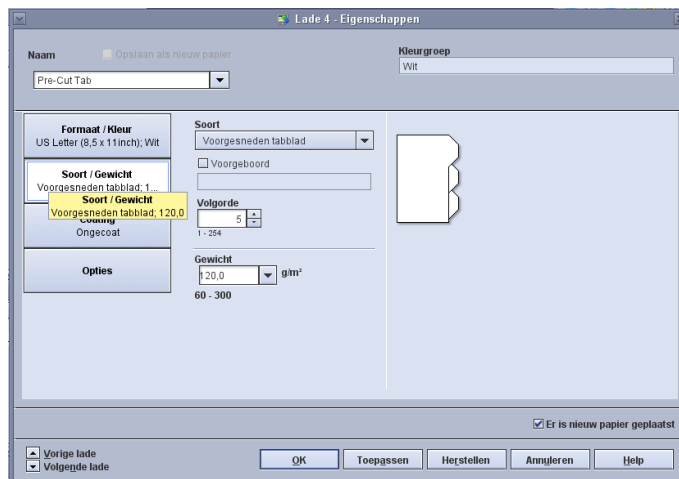 Lade 4 - Eigenschappen
Naam
Opslaan als nieuw papier
Kleurgroep
Pre-Cut Tab
Wit
Formaat / Kleur
US Letter (8,5 x 11inch); Wit
Soort / Gewicht
Voorgesneden tabblad; 1...
Soort / Gewicht
Voorgesneden tabblad; 120,0
Coating
Ongecoat
Opties
Soort
Voorgesneden tabblad
Voorgeboord
Volgorde
5
1 - 254
Gewicht
120,0 g/m²
60 - 300
Er is nieuw papier geplaatst
Vorige lade
Volgende lade
OK
Toepassen
Herstellen
Annuleren
Help